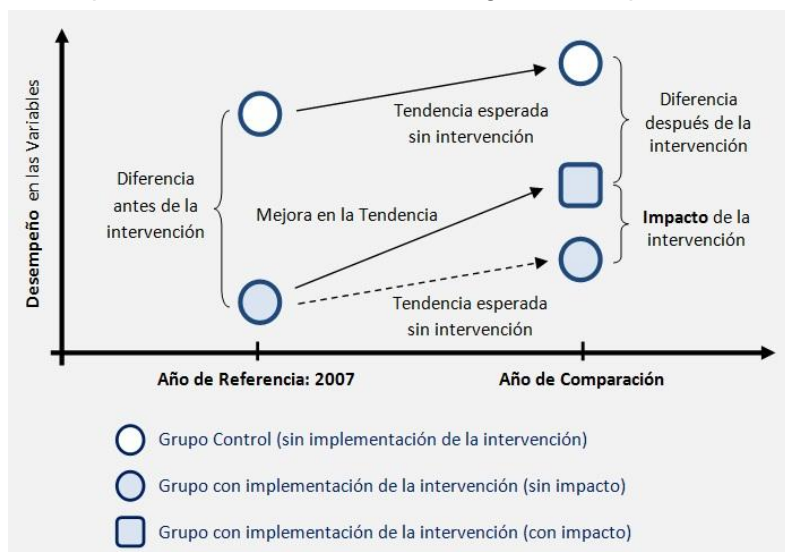 Desempeño en las Variables
Tendencia esperada
sin intervención
Diferencia
después de la
intervención
Diferencia
antes de la
intervención
Mejora en la Tendencia
Impacto de la
intervención
Tendencia esperada
sin intervención
Año de Referencia: 2007
Año de Comparación
Grupo Control (sin implementación de la intervención)
Grupo con implementación de la intervención (sin impacto)
Grupo con implementación de la intervención (con impacto)